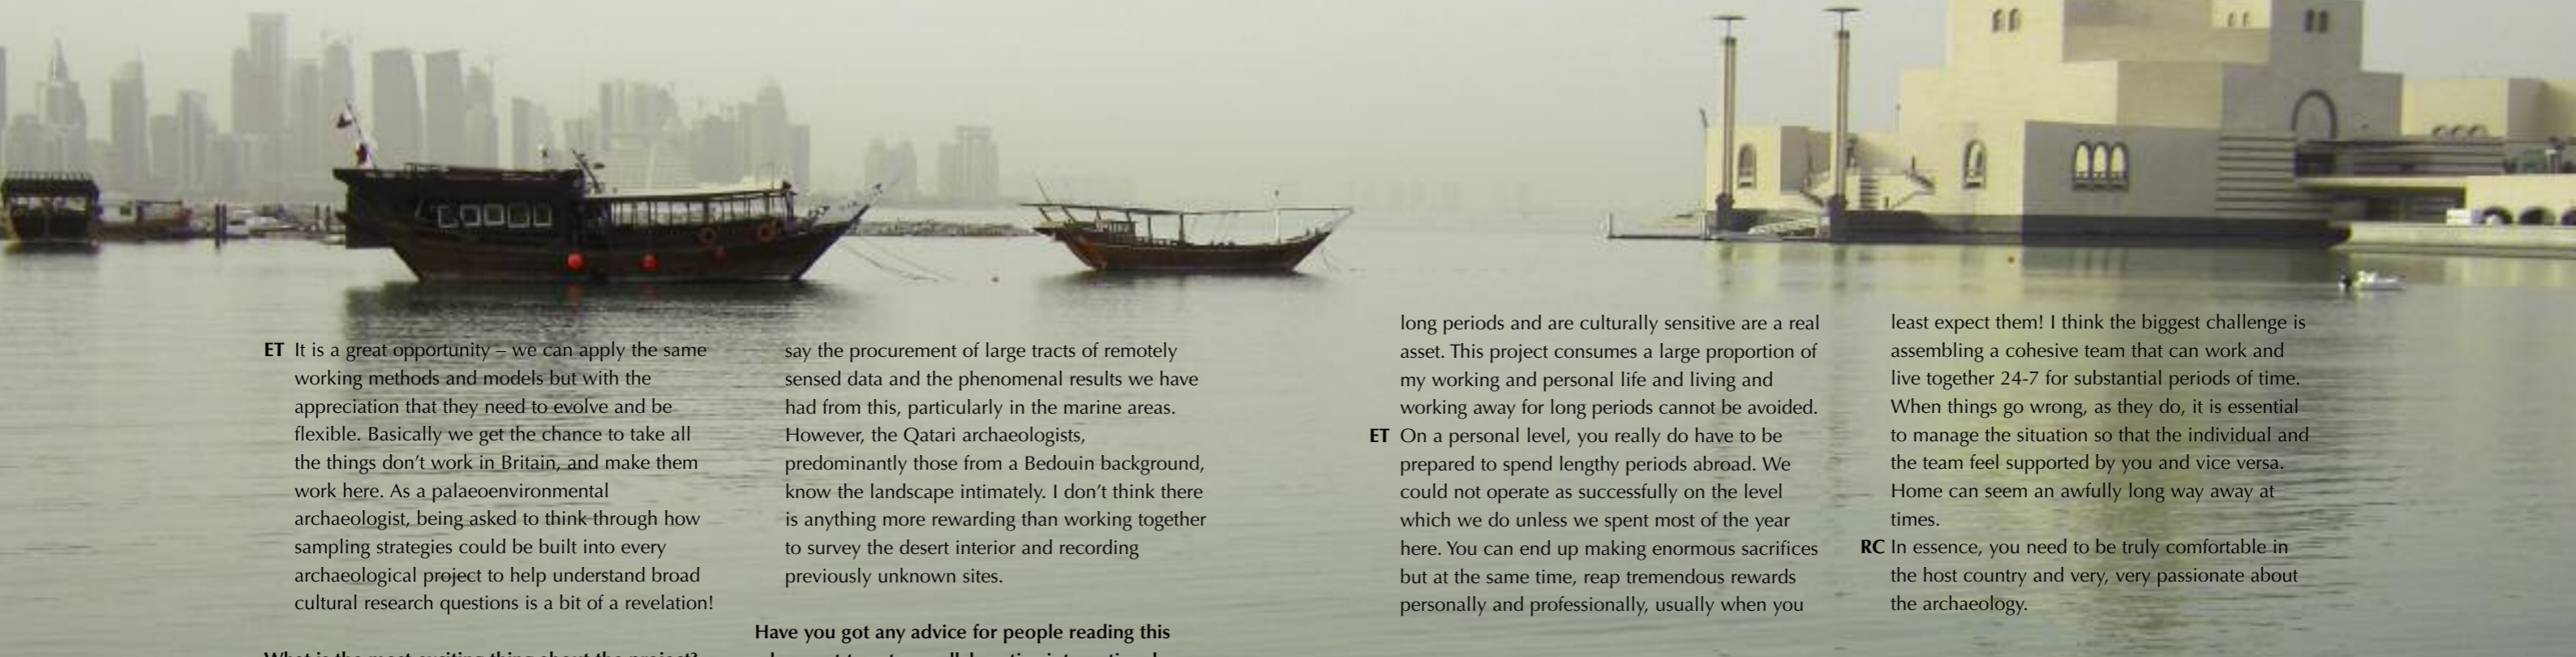 ET It is a great opportunity – we can apply the same
working methods and models but with the
appreciation that they need to evolve and be
flexible. Basically we get the chance to take all
the things don't work in Britain, and make them
work here. As a palaeoenvironmental
archaeologist, being asked to think through how
sampling strategies could be built into every
archaeological project to help understand broad
cultural research questions is a bit of a revelation!
What is the most exciting thing about the project?
say the procurement of large tracts of remotely
sensed data and the phenomenal results we have
had from this, particularly in the marine areas.
However, the Qatari archaeologists,
predominantly those from a Bedouin background,
know the landscape intimately. I don't think there
is anything more rewarding than working together
to survey the desert interior and recording
previously unknown sites.
Have you got any advice for people reading this
long periods and are culturally sensitive are a real
asset. This project consumes a large proportion of
my working and personal life and living and
working away for long periods cannot be avoided.
ET On a personal level, you really do have to be
prepared to spend lengthy periods abroad. We
could not operate as successfully on the level
which we do unless we spent most of the year
here. You can end up making enormous sacrifices
but at the same time, reap tremendous rewards
personally and professionally, usually when you
least expect them! I think the biggest challenge is
assembling a cohesive team that can work and
live together 24-7 for substantial periods of time.
When things go wrong, as they do, it is essential
to manage the situation so that the individual and
the team feel supported by you and vice versa.
Home can seem an awfully long way away at
times.
RC In essence, you need to be truly comfortable in
the host country and very, very passionate about
the archaeology.